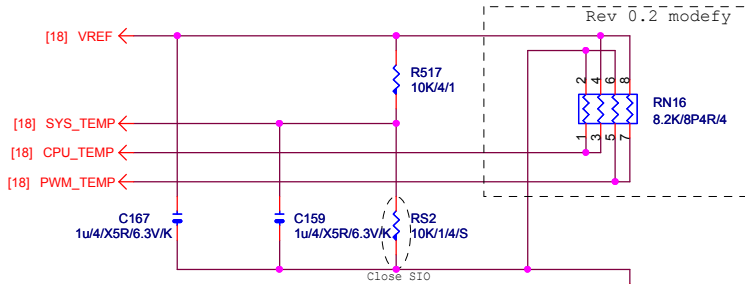 Rev 0.2 modefy
[18] VREF
R517
10K/4/1
2
4
6
8
RN16
8.2K/8P4R/4
1
3
5
7
[18] SYS_TEMP
[18] CPU_TEMP
[18] PWM_TEMP
C167
1u/4/X5R/6.3V/K
C159
1u/4/X5R/6.3V/K
RS2
10K/1/4/S
Close SIO